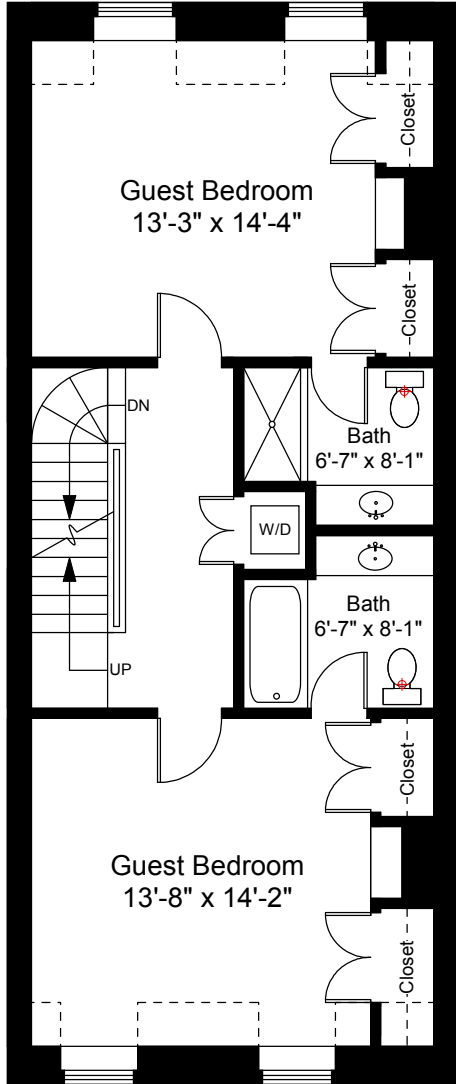 Closet
Guest Bedroom
13'-3" x 14'-4"
Closet
DN
Bath
6'-7" x 8'-1"
W/D
Bath
6'-7" x 8'-1"
UP
Closet
Guest Bedroom
13'-8" x 14'-2"
Closet